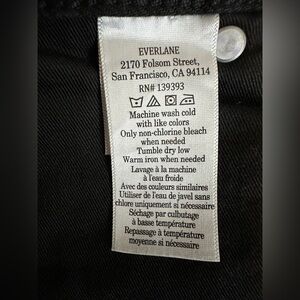 EVERLANE
2170 Folsom Street,
San Francisco, CA 94114
RN# 139393
Machine wash cold
with like colors
Only non-chlorine bleach
when needed
Tumble dry low
Warm iron when needed
Lavage à la machine
à l'eau froide
Avec des couleurs similaires
Utiliser de l'eau de javel sans
chlore uniquement si nécessaires
Séchage par culbutage
à basse température
Repassage à température
moyenne si nécessaire